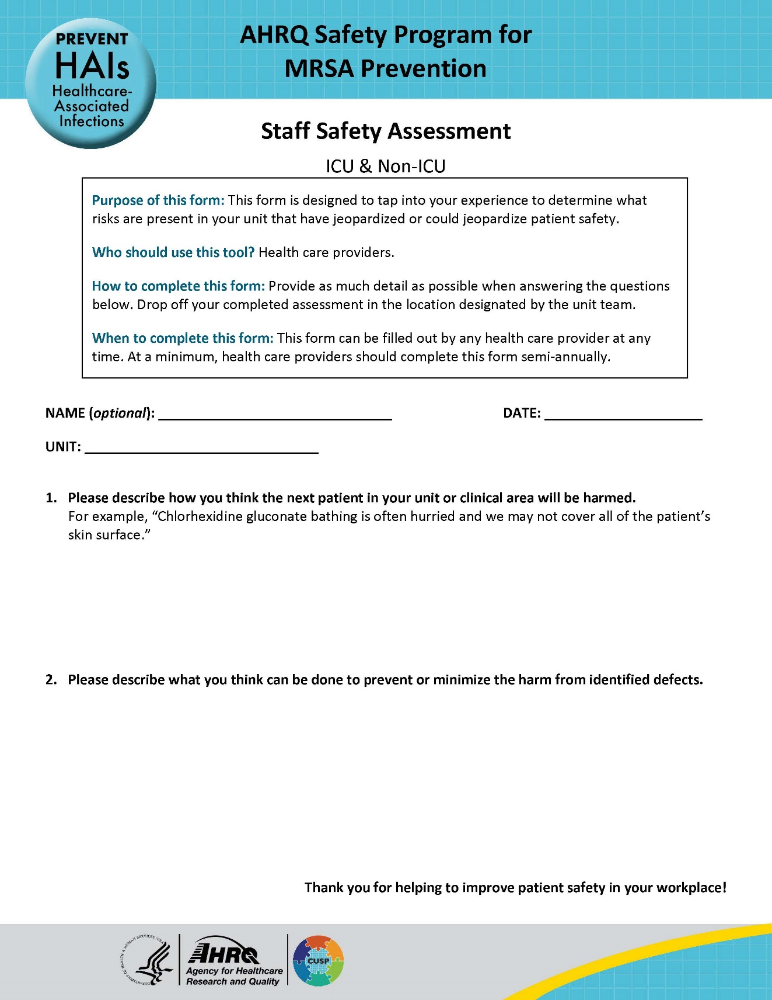 PREVENT
HAIs
Healthcare-
Associated
Infections
AHRQ Safety Program for
MRSA Prevention
Staff Safety Assessment
ICU & Non-ICU
Purpose of this form: This form is designed to tap into your experience to determine what
risks are present in your unit that have jeopardized or could jeopardize patient safety.
Who should use this tool? Health care providers.
How to complete this form: Provide as much detail as possible when answering the questions
below. Drop off your completed assessment in the location designated by the unit team.
When to complete this form: This form can be filled out by any health care provider at any
time. At a minimum, health care providers should complete this form semi-annually.
NAME (optional): ______________________________ DATE: ____________________
UNIT: ______________________________
1. Please describe how you think the next patient in your unit or clinical area will be harmed.
For example, “Chlorhexidine gluconate bathing is often hurried and we may not cover all of the patient’s
skin surface.”
2. Please describe what you think can be done to prevent or minimize the harm from identified defects.
Thank you for helping to improve patient safety in your workplace!
DEPARTMENT OF HEALTH & HUMAN SERVICES • USA
AHRQ
Agency for Healthcare
Research and Quality
CUSP